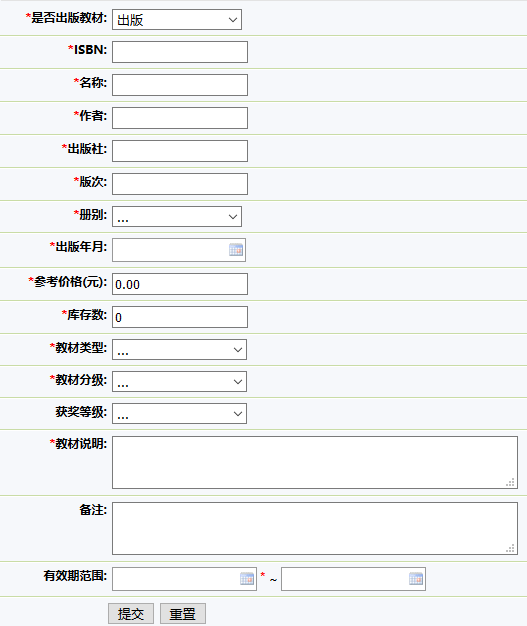 *是否出版教材: 出版
*ISBN:
*名称:
*作者:
*出版社:
*版次:
*册别: ...
*出版年月:
*参考价格(元): 0.00
*库存数: 0
*教材类型: ...
*教材分级: ...
获奖等级: ...
*教材说明:
备注:
有效期范围: * ~
提交 重置